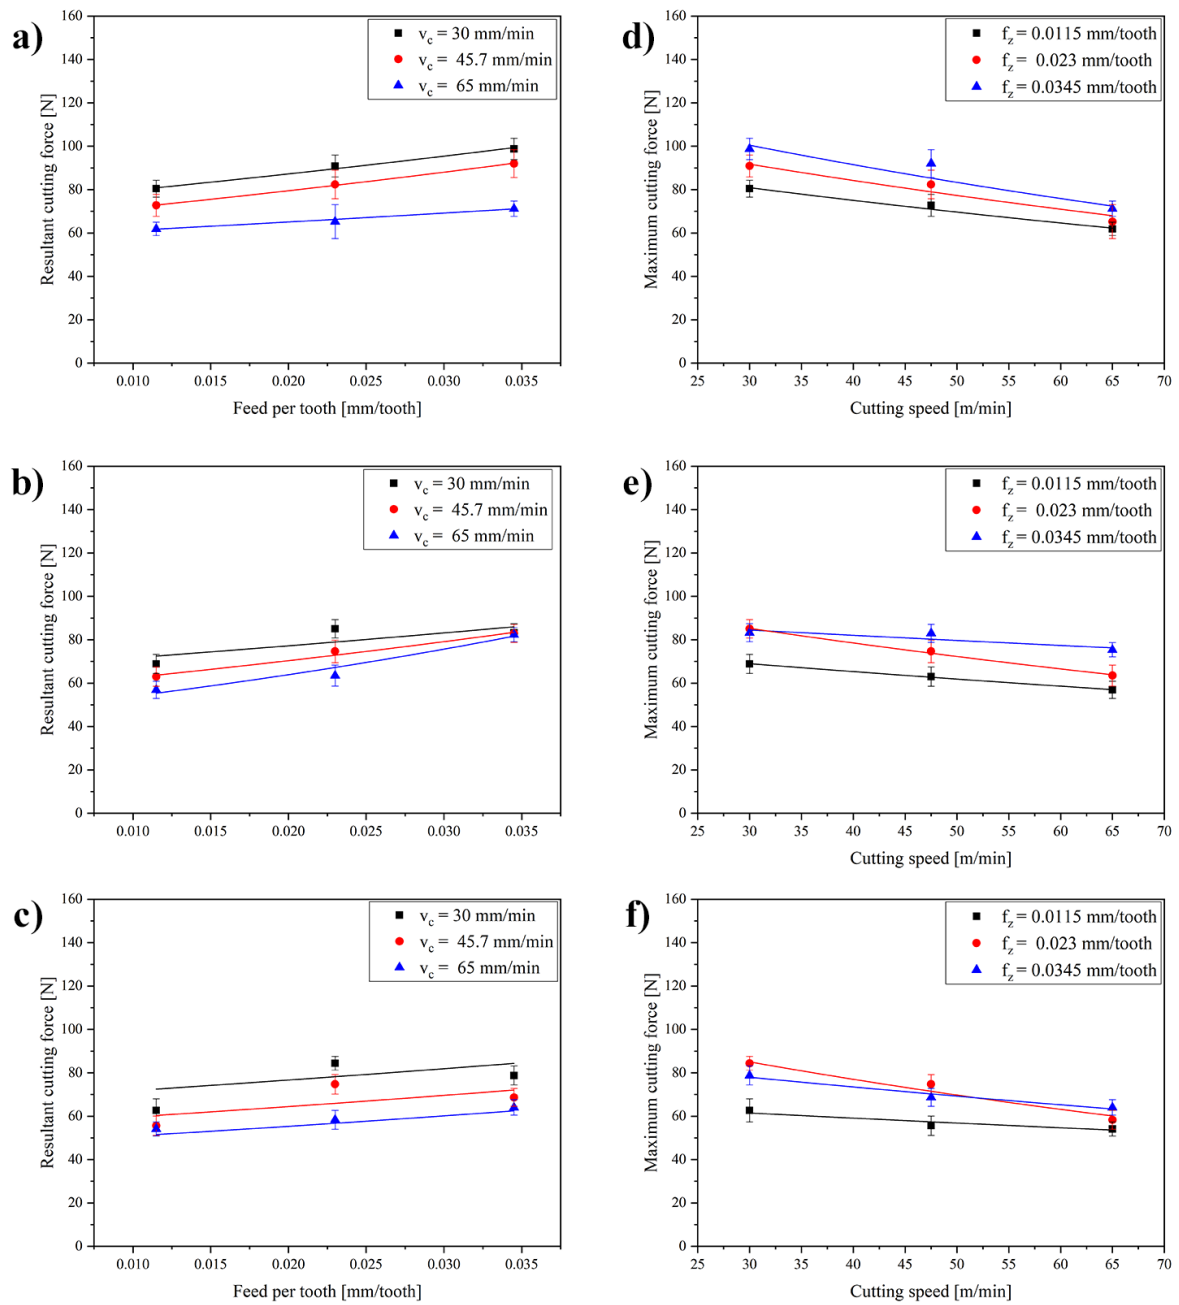 a)
160
140
120
100
80
60
40
20
0
Resultant cutting force [N]
v_c = 30 mm/min
v_c = 45.7 mm/min
v_c = 65 mm/min
0.010 0.015 0.020 0.025 0.030 0.035
Feed per tooth [mm/tooth]
d)
160
140
120
100
80
60
40
20
0
Maximum cutting force [N]
f_z = 0.0115 mm/tooth
f_z = 0.023 mm/tooth
f_z = 0.0345 mm/tooth
25 30 35 40 45 50 55 60 65 70
Cutting speed [m/min]
b)
160
140
120
100
80
60
40
20
0
Resultant cutting force [N]
v_c = 30 mm/min
v_c = 45.7 mm/min
v_c = 65 mm/min
0.010 0.015 0.020 0.025 0.030 0.035
Feed per tooth [mm/tooth]
e)
160
140
120
100
80
60
40
20
0
Maximum cutting force [N]
f_z = 0.0115 mm/tooth
f_z = 0.023 mm/tooth
f_z = 0.0345 mm/tooth
25 30 35 40 45 50 55 60 65 70
Cutting speed [m/min]
c)
160
140
120
100
80
60
40
20
0
Resultant cutting force [N]
v_c = 30 mm/min
v_c = 45.7 mm/min
v_c = 65 mm/min
0.010 0.015 0.020 0.025 0.030 0.035
Feed per tooth [mm/tooth]
f)
160
140
120
100
80
60
40
20
0
Maximum cutting force [N]
f_z = 0.0115 mm/tooth
f_z = 0.023 mm/tooth
f_z = 0.0345 mm/tooth
25 30 35 40 45 50 55 60 65 70
Cutting speed [m/min]